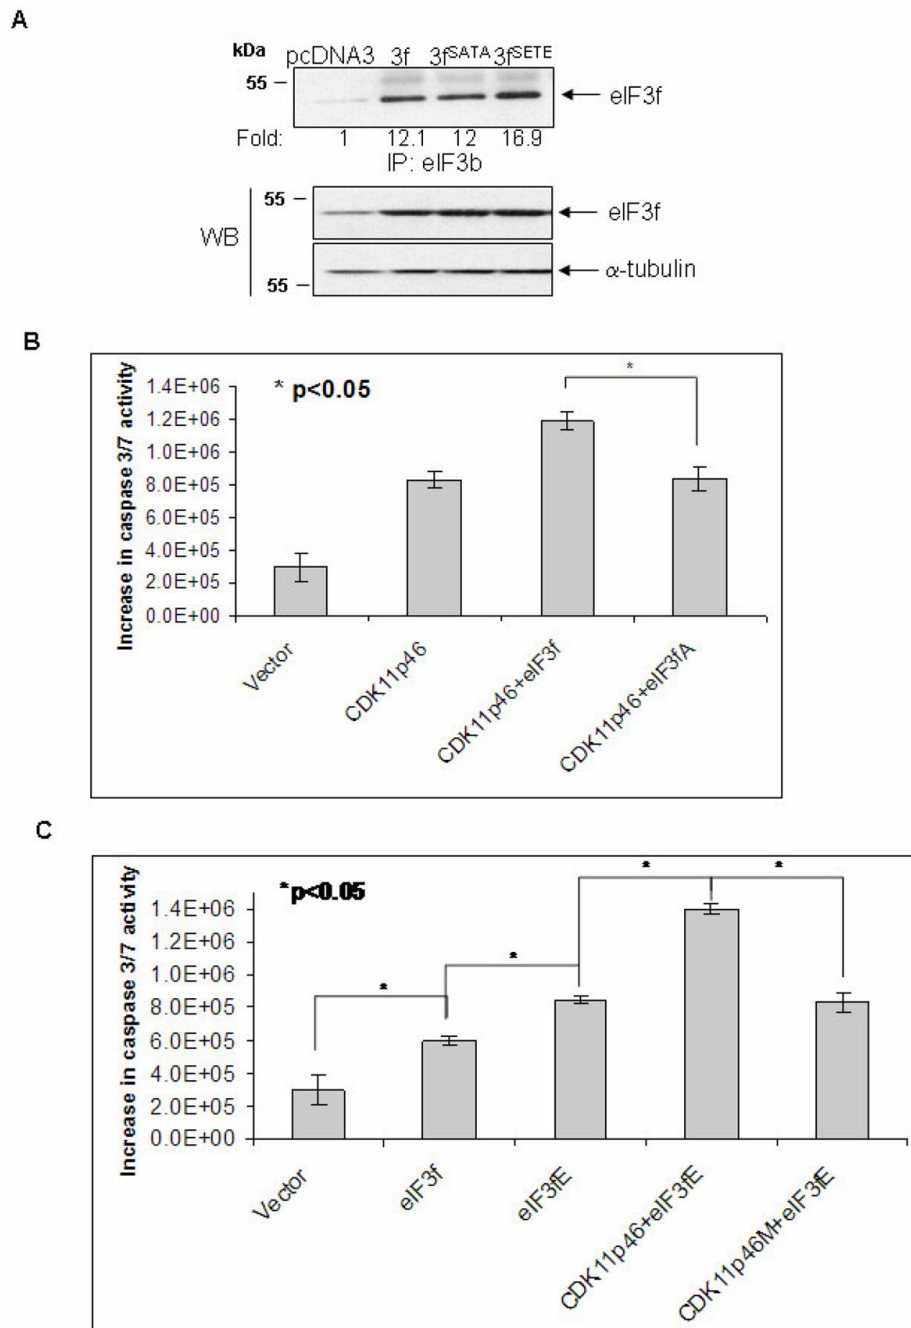 A
kDa pcDNA3 3f 3fSATA 3fSETE
55
eIF3f
Fold: 1 12.1 12 16.9
IP: eIF3b
55
eIF3f
WB
α-tubulin
55
B
Increase in caspase 3/7 activity
* p<0.05
*
1.4E+06
1.2E+06
1.0E+06
8.0E+05
6.0E+05
4.0E+05
2.0E+05
0.0E+00
Vector
CDK11p46
CDK11p46+eIF3f
CDK11p46+eIF3fA
C
Increase in caspase 3/7 activity
*p<0.05
* *
*
*
1.4E+06
1.2E+06
1.0E+06
8.0E+05
6.0E+05
4.0E+05
2.0E+05
0.0E+00
Vector
eIF3f
eIF3fE
CDK11p46+eIF3fE
CDK11p46M+eIF3fE